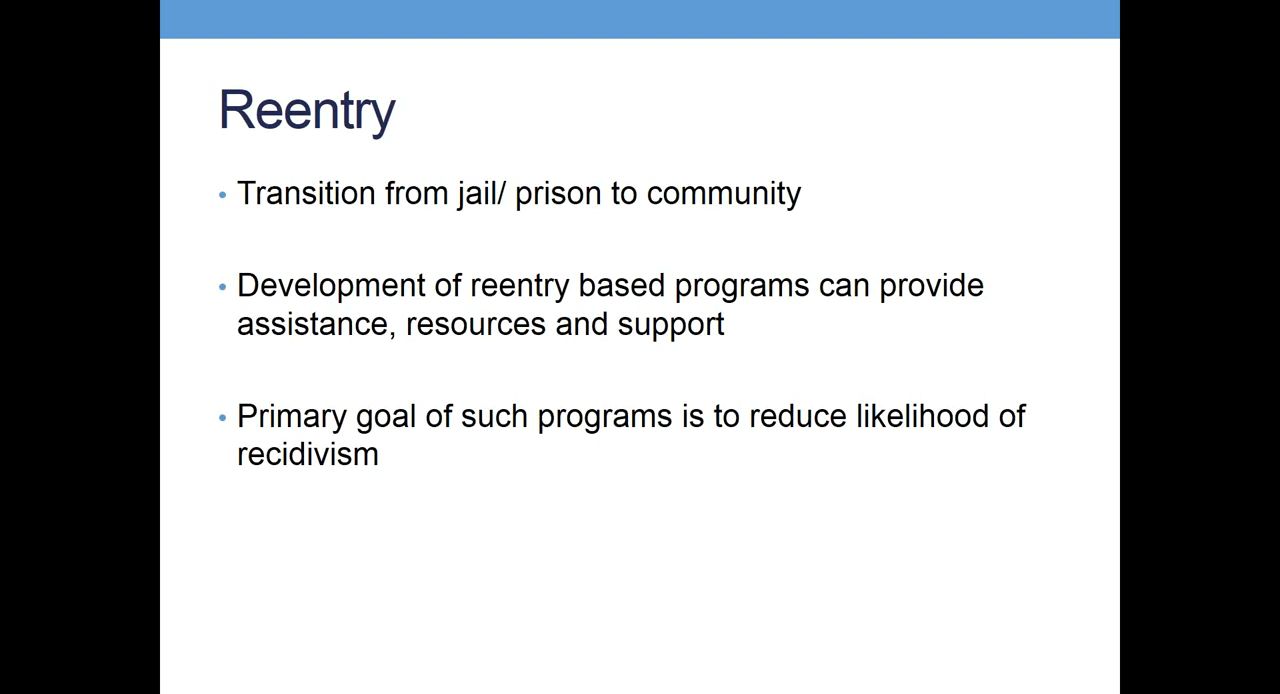 Reentry
• Transition from jail/ prison to community
• Development of reentry based programs can provide
assistance, resources and support
• Primary goal of such programs is to reduce likelihood of
recidivism